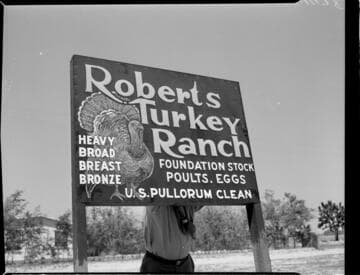 Roberts
Turkey
Ranch
HEAVY
BROAD
BREAST
BRONZE
FOUNDATION STOCK
POULTS. EGGS
U.S. PULLORUM CLEAN